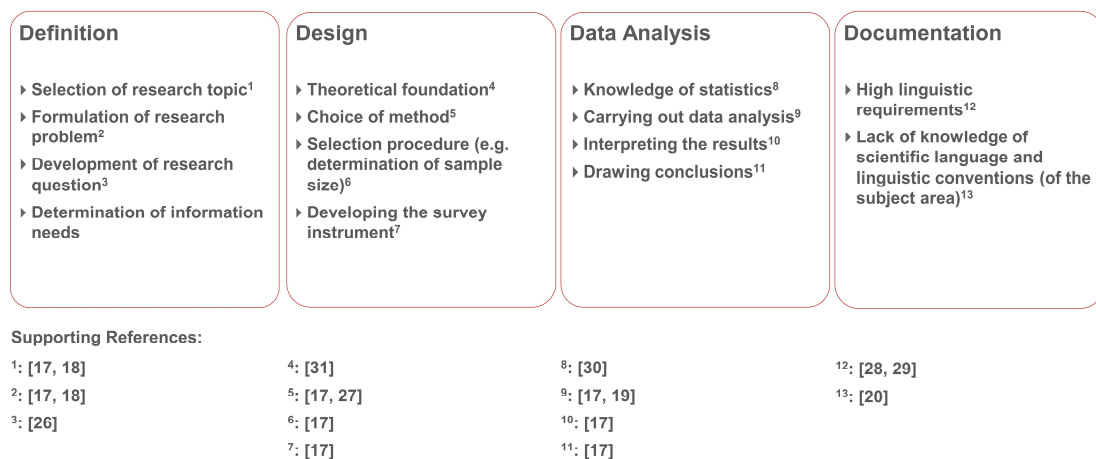 Definition
▸ Selection of research topic¹
▸ Formulation of research
problem²
▸ Development of research
question³
▸ Determination of information
needs
Design
▸ Theoretical foundation⁴
▸ Choice of method⁵
▸ Selection procedure (e.g.
determination of sample
size)⁶
▸ Developing the survey
instrument⁷
Data Analysis
▸ Knowledge of statistics⁸
▸ Carrying out data analysis⁹
▸ Interpreting the results¹⁰
▸ Drawing conclusions¹¹
Documentation
▸ High linguistic
requirements¹²
▸ Lack of knowledge of
scientific language and
linguistic conventions (of the
subject area)¹³
Supporting References:
¹: [17, 18]
²: [17, 18]
³: [26]
⁴: [31]
⁵: [17, 27]
⁶: [17]
⁷: [17]
⁸: [30]
⁹: [17, 19]
¹⁰: [17]
¹¹: [17]
¹²: [28, 29]
¹³: [20]